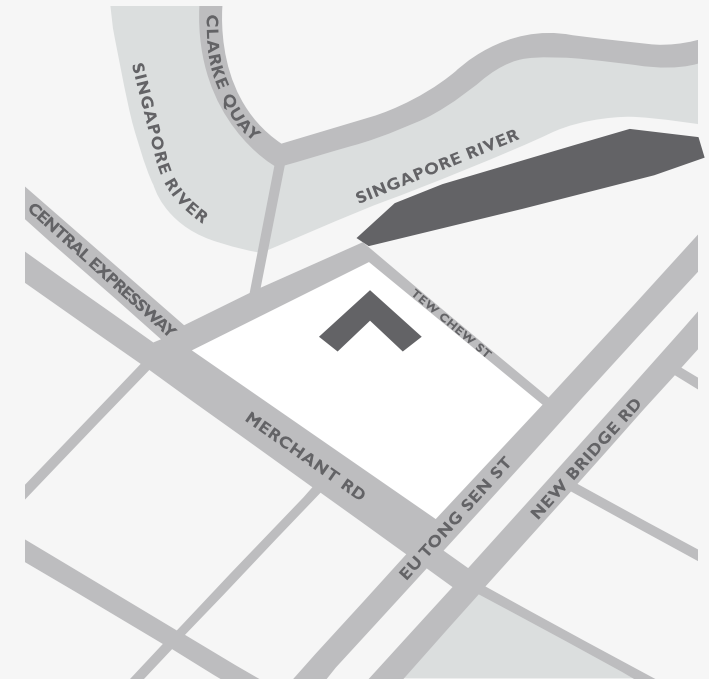 CLARKE QUAY
SINGAPORE RIVER
SINGAPORE RIVER
CENTRAL EXPRESSWAY
TEW CHEW ST
MERCHANT RD
EU TONG SEN ST
NEW BRIDGE RD